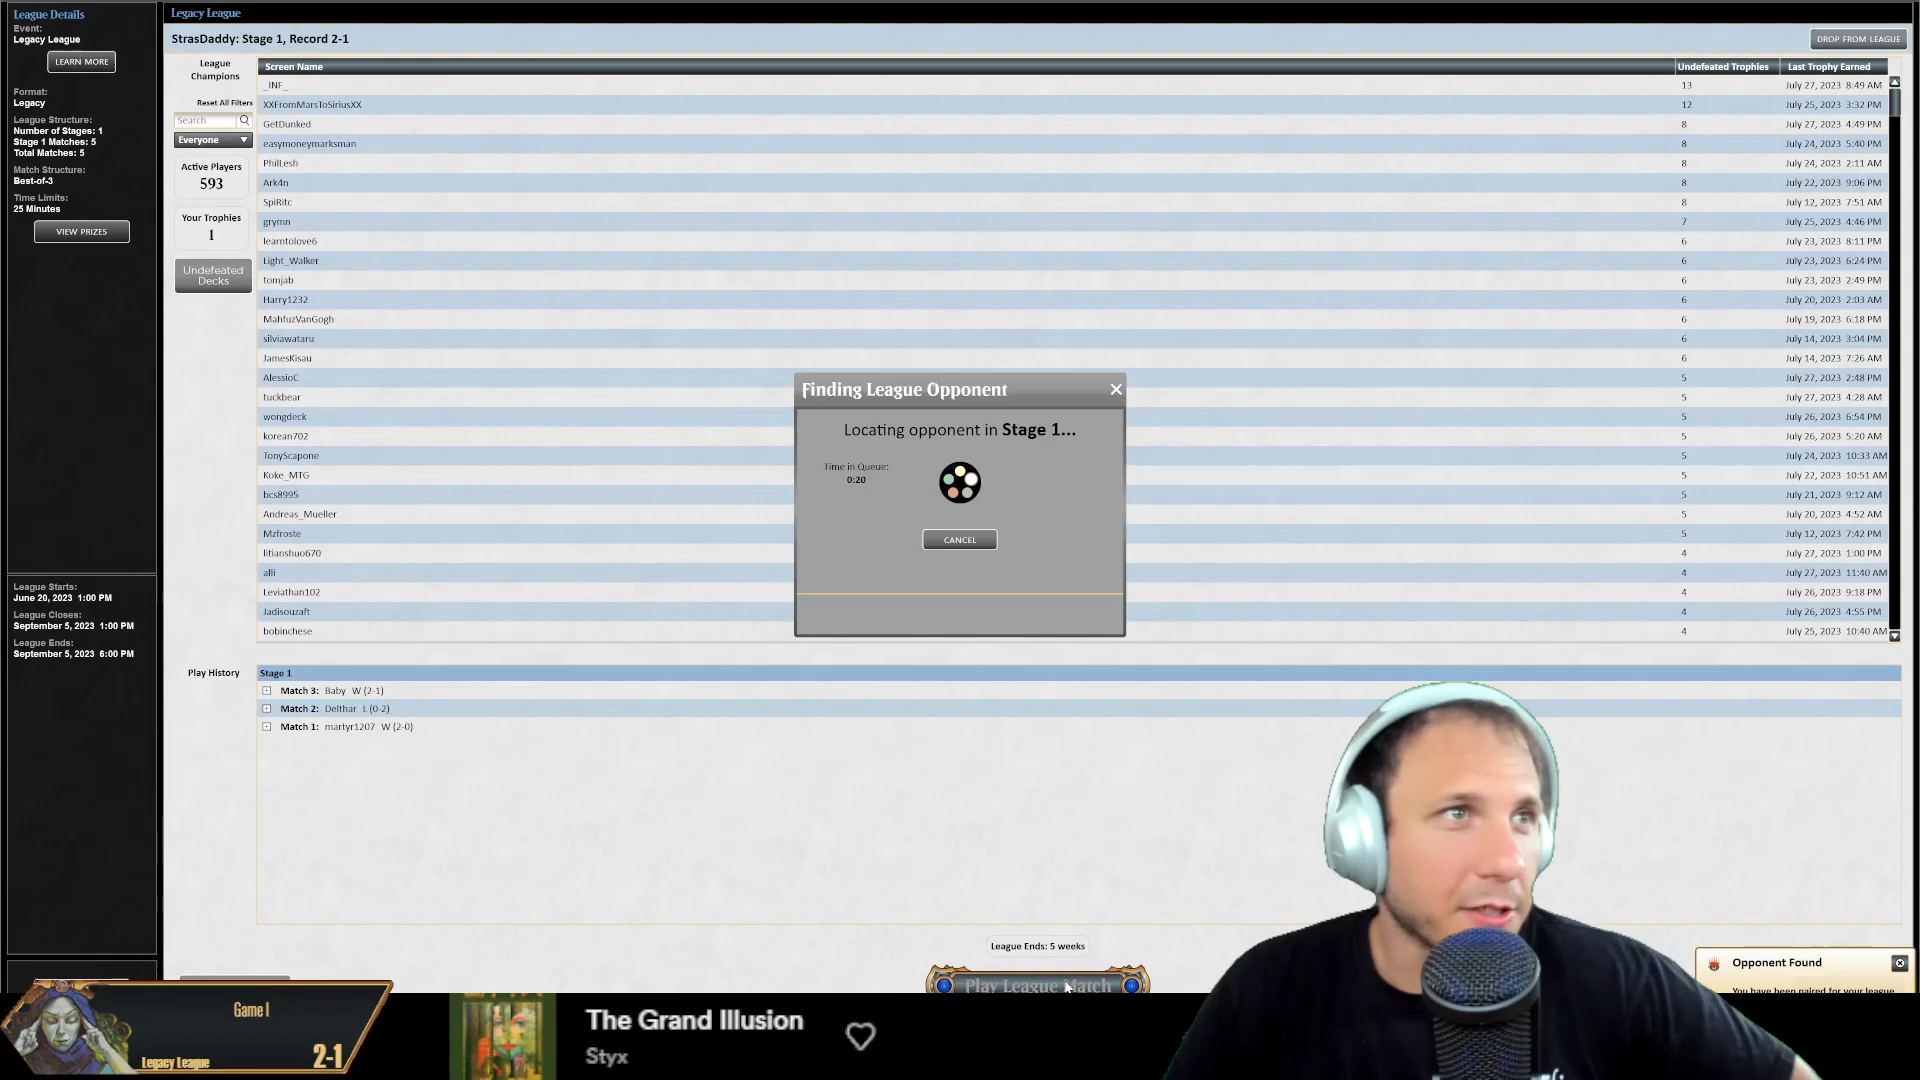 League Details
Event:
Legacy League
LEARN MORE
Format:
Legacy
League Structure:
Number of Stages: 1
Stage 1 Matches: 5
Total Matches: 5
Match Structure:
Best-of-3
Time Limits:
25 Minutes
VIEW PRIZES
League Starts:
June 20, 2023 1:00 PM
League Closes:
September 5, 2023 1:00 PM
League Ends:
September 5, 2023 6:00 PM
Legacy League
StrasDaddy: Stage 1, Record 2-1
DROP FROM LEAGUE
League
Champions
Reset All Filters
Search
Everyone
Active Players
593
Your Trophies
1
Undefeated
Decks
Screen Name Undefeated Trophies Last Trophy Earned
_INF_ 13 July 27, 2023 8:49 AM
XXFromMarsToSiriusXX 12 July 25, 2023 3:32 PM
GetDunked 8 July 27, 2023 4:49 PM
easymoneymarksman 8 July 24, 2023 5:40 PM
PhilLesh 8 July 24, 2023 2:11 AM
Ark4n 8 July 22, 2023 9:06 PM
SpiRitc 8 July 12, 2023 7:51 AM
grymn 7 July 25, 2023 4:46 PM
learntolove6 6 July 23, 2023 8:11 PM
Light_Walker 6 July 23, 2023 6:24 PM
tomjab 6 July 23, 2023 2:49 PM
Harry1232 6 July 20, 2023 2:03 AM
MahfuzVanGogh 6 July 19, 2023 6:18 PM
silviawataru 6 July 14, 2023 3:04 PM
JamesKisau 6 July 14, 2023 7:26 AM
AlessioC 5 July 27, 2023 2:48 PM
tuckbear 5 July 27, 2023 4:28 AM
wongdeck 5 July 26, 2023 6:54 PM
korean702 5 July 26, 2023 5:20 AM
TonyScapone 5 July 24, 2023 10:33 AM
Koke_MTG 5 July 22, 2023 10:51 AM
bcs8995 5 July 21, 2023 9:12 AM
Andreas_Mueller 5 July 20, 2023 4:52 AM
Mzfroste 5 July 12, 2023 7:42 PM
litianshuo670 4 July 27, 2023 1:00 PM
alli 4 July 27, 2023 11:40 AM
Leviathan102 4 July 26, 2023 9:18 PM
Jadisouzaft 4 July 26, 2023 4:55 PM
bobinchese 4 July 25, 2023 10:40 AM
Finding League Opponent
Locating opponent in Stage 1...
Time in Queue:
0:20
CANCEL
Play History
Stage 1
Match 3: Baby W (2-1)
Match 2: Delthar L (0-2)
Match 1: martyr1207 W (2-0)
League Ends: 5 weeks
Play League Match
Opponent Found
You have been paired for your league
Game 1
Legacy League
2-1
The Grand Illusion
Styx